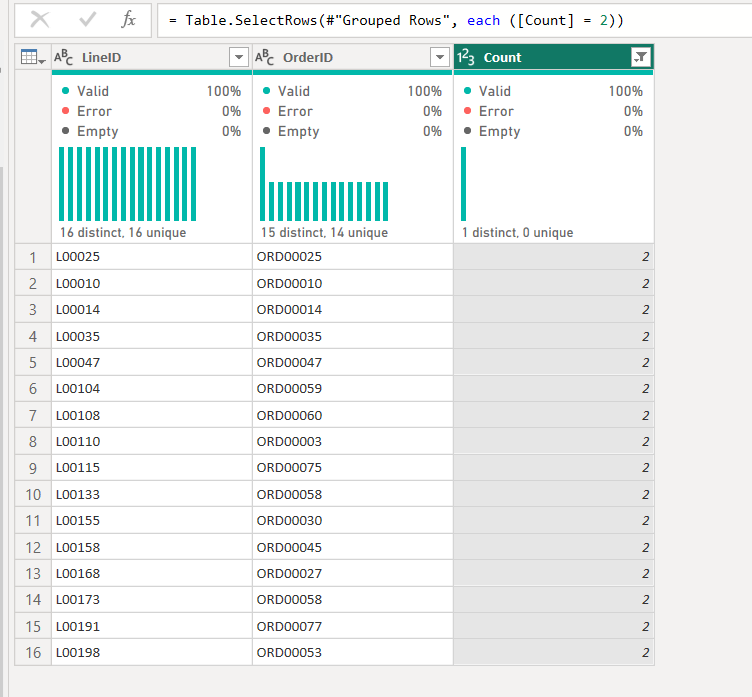 fx = Table.SelectRows(#"Grouped Rows", each ([Count] = 2))
ABC LineID ABC OrderID 123 Count
Valid 100% Valid 100% Valid 100%
Error 0% Error 0% Error 0%
Empty 0% Empty 0% Empty 0%
16 distinct, 16 unique 15 distinct, 14 unique 1 distinct, 0 unique
1 L00025 ORD00025 2
2 L00010 ORD00010 2
3 L00014 ORD00014 2
4 L00035 ORD00035 2
5 L00047 ORD00047 2
6 L00104 ORD00059 2
7 L00108 ORD00060 2
8 L00110 ORD00003 2
9 L00115 ORD00075 2
10 L00133 ORD00058 2
11 L00155 ORD00030 2
12 L00158 ORD00045 2
13 L00168 ORD00027 2
14 L00173 ORD00058 2
15 L00191 ORD00077 2
16 L00198 ORD00053 2